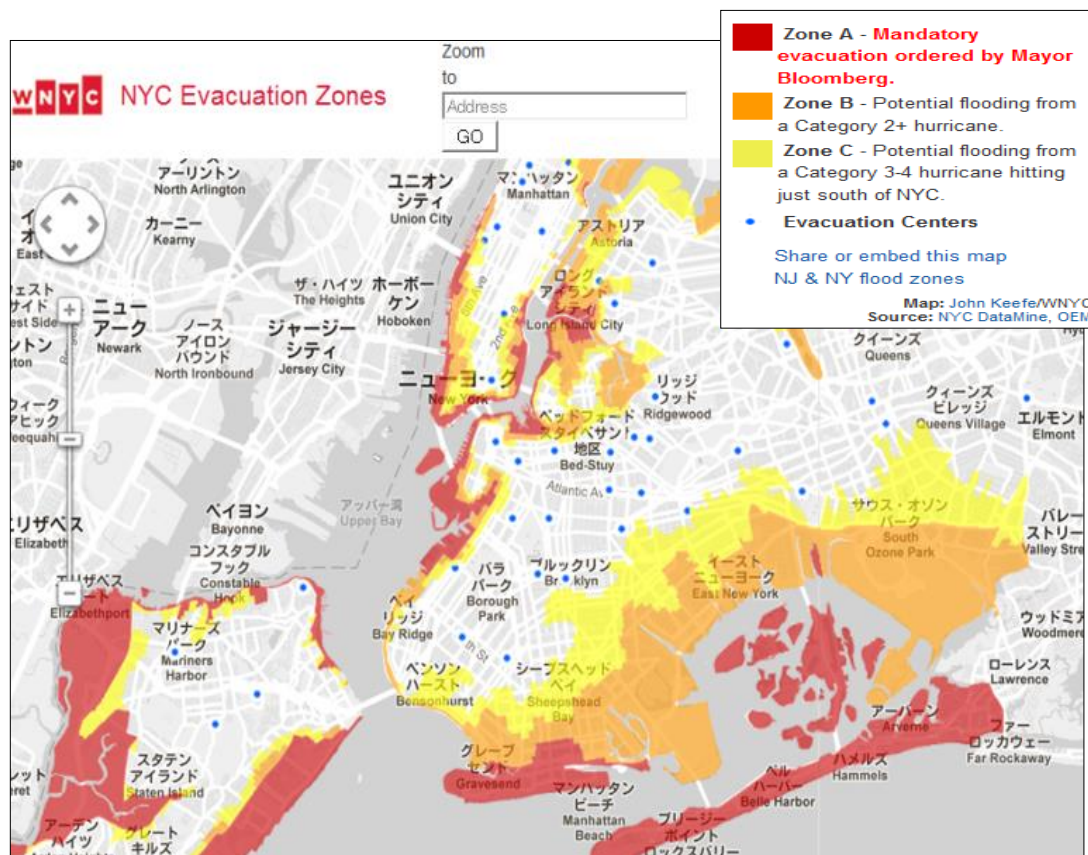 WNYC NYC Evacuation Zones
Zoom
to
Address
GO
Zone A - Mandatory
evacuation ordered by Mayor
Bloomberg.
Zone B - Potential flooding from
a Category 2+ hurricane.
Zone C - Potential flooding from
a Category 3-4 hurricane hitting
just south of NYC.
Evacuation Centers
Share or embed this map
NJ & NY flood zones
Map: John Keefe/WNYC
Source: NYC DataMine, OEM
アーリントン
North Arlington
ユニオン
シティ
Union City
マンハッタン
Manhattan
カーニー
Kearny
アストリア
Astoria
ザ・ハイツ
The Heights
ホーボー
ケン
Hoboken
8th Ave
2nd Ave
ロング
アイランド
シティ
Long Island City
ニュー
アーク
Newark
ノース
アイロン
バウンド
North Ironbound
ジャージー
シティ
Jersey City
クイーンズ
Queens
ニューヨーク
New York
リッジ
ウッド
Ridgewood
クィーンズ
ビレッジ
Queens Village
エルモント
Elmont
ベッドフォード
スタイベサント
地区
Bed-Stuy
Atlantic Av
アッパー湾
Upper Bay
ベイヨン
Bayonne
コンスタブル
フック
Constable
Hook
サウス・オゾン
パーク
South
Ozone Park
バレー
ストリー
Valley Stre
エリザベス
Elizabeth
エリザベス
ポート
Elizabethport
マリナーズ
パーク
Mariners
Harbor
ベイ
リッジ
Bay Ridge
バラ
パーク
Borough
Park
ブルックリン
Brooklyn
イースト
ニューヨーク
East New York
ウッドミア
Woodmere
ローレンス
Lawrence
ベンソン
ハースト
Bensonhurst
th St
シープスヘッド
ベイ
Sheepshead
Bay
アーバーン
Arverne
ファー
ロッカウェー
Far Rockaway
スタテン
アイランド
Staten Island
グレーブ
センド
Gravesend
マンハッタン
ビーチ
Manhattan
Beach
ハメルズ
Hammels
ベル
ハーバー
Belle Harbor
アーデン
ハイツ
グレート
キルズ
ブリージー
ポイント